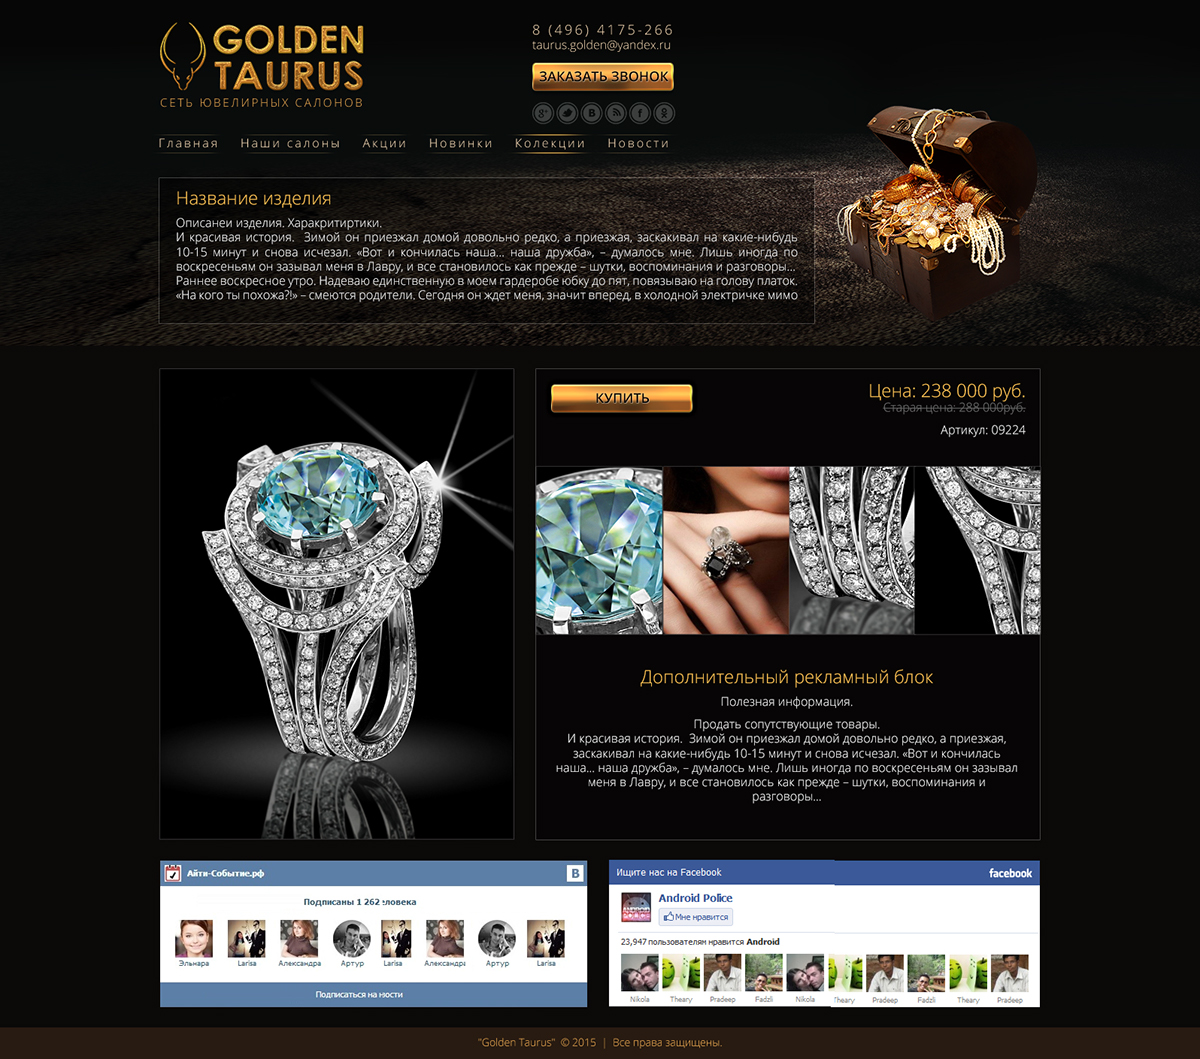 GOLDEN
TAURUS
СЕТЬ ЮВЕЛИРНЫХ САЛОНОВ
8 (496) 4175-266
taurus.golden@yandex.ru
ЗАКАЗАТЬ ЗВОНОК
Главная Наши салоны Акции Новинки Колекции Новости
Название изделия
Описанеи изделия. Харакритиртики.
И красивая история. Зимой он приезжал домой довольно редко, а приезжая, заскакивал на какие-нибудь
10-15 минут и снова исчезал. «Вот и кончилась наша... наша дружба», – думалось мне. Лишь иногда по
воскресеньям он зазывал меня в Лавру, и все становилось как прежде – шутки, воспоминания и разговоры...
Раннее воскресное утро. Надеваю единственную в моем гардеробе юбку до пят, повязываю на голову платок.
«На кого ты похожа?!» – смеются родители. Сегодня он ждет меня, значит вперед, в холодной электричке мимо
КУПИТЬ
Цена: 238 000 руб.
Старая цена: 288 000руб.
Артикул: 09224
Дополнительный рекламный блок
Полезная информация.
Продать сопутствующие товары.
И красивая история. Зимой он приезжал домой довольно редко, а приезжая,
заскакивал на какие-нибудь 10-15 минут и снова исчезал. «Вот и кончилась
наша... наша дружба», – думалось мне. Лишь иногда по воскресеньям он зазывал
меня в Лавру, и все становилось как прежде – шутки, воспоминания и
разговоры...
Айти-Событие.рф
В
Подписаны 1 262 :ловека
Эльнара Larisa Александра Артур Larisa Александра Артур Larisa
Подписаться на ности
Ищите нас на Facebook
facebook
Android Police
Мне нравится
23,947 пользователям нравится Android
Nikola Theary Pradeep Fadzli Nikola Theary Pradeep Fadzli Theary Pradeep
"Golden Taurus" © 2015 | Все права защищены.